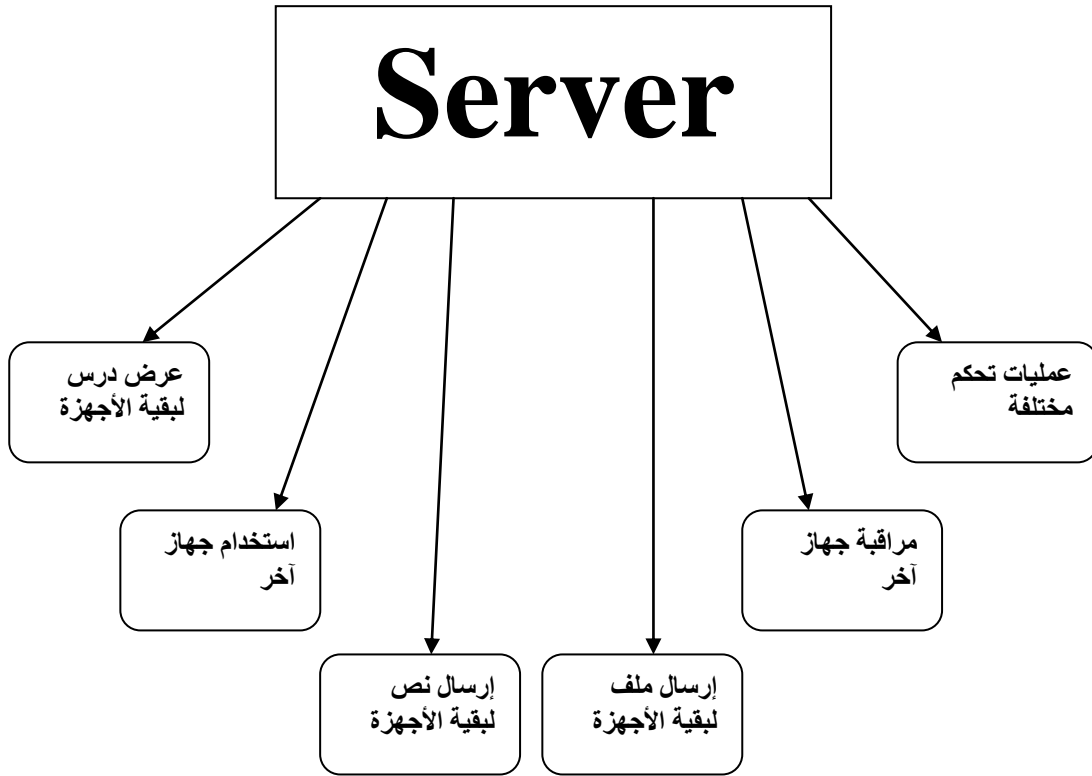 Server
عرض درس
لبقية الأجهزة
عمليات تحكم
مختلفة
استخدام جهاز
آخر
مراقبة جهاز
آخر
إرسال نص
لبقية الأجهزة
إرسال ملف
لبقية الأجهزة